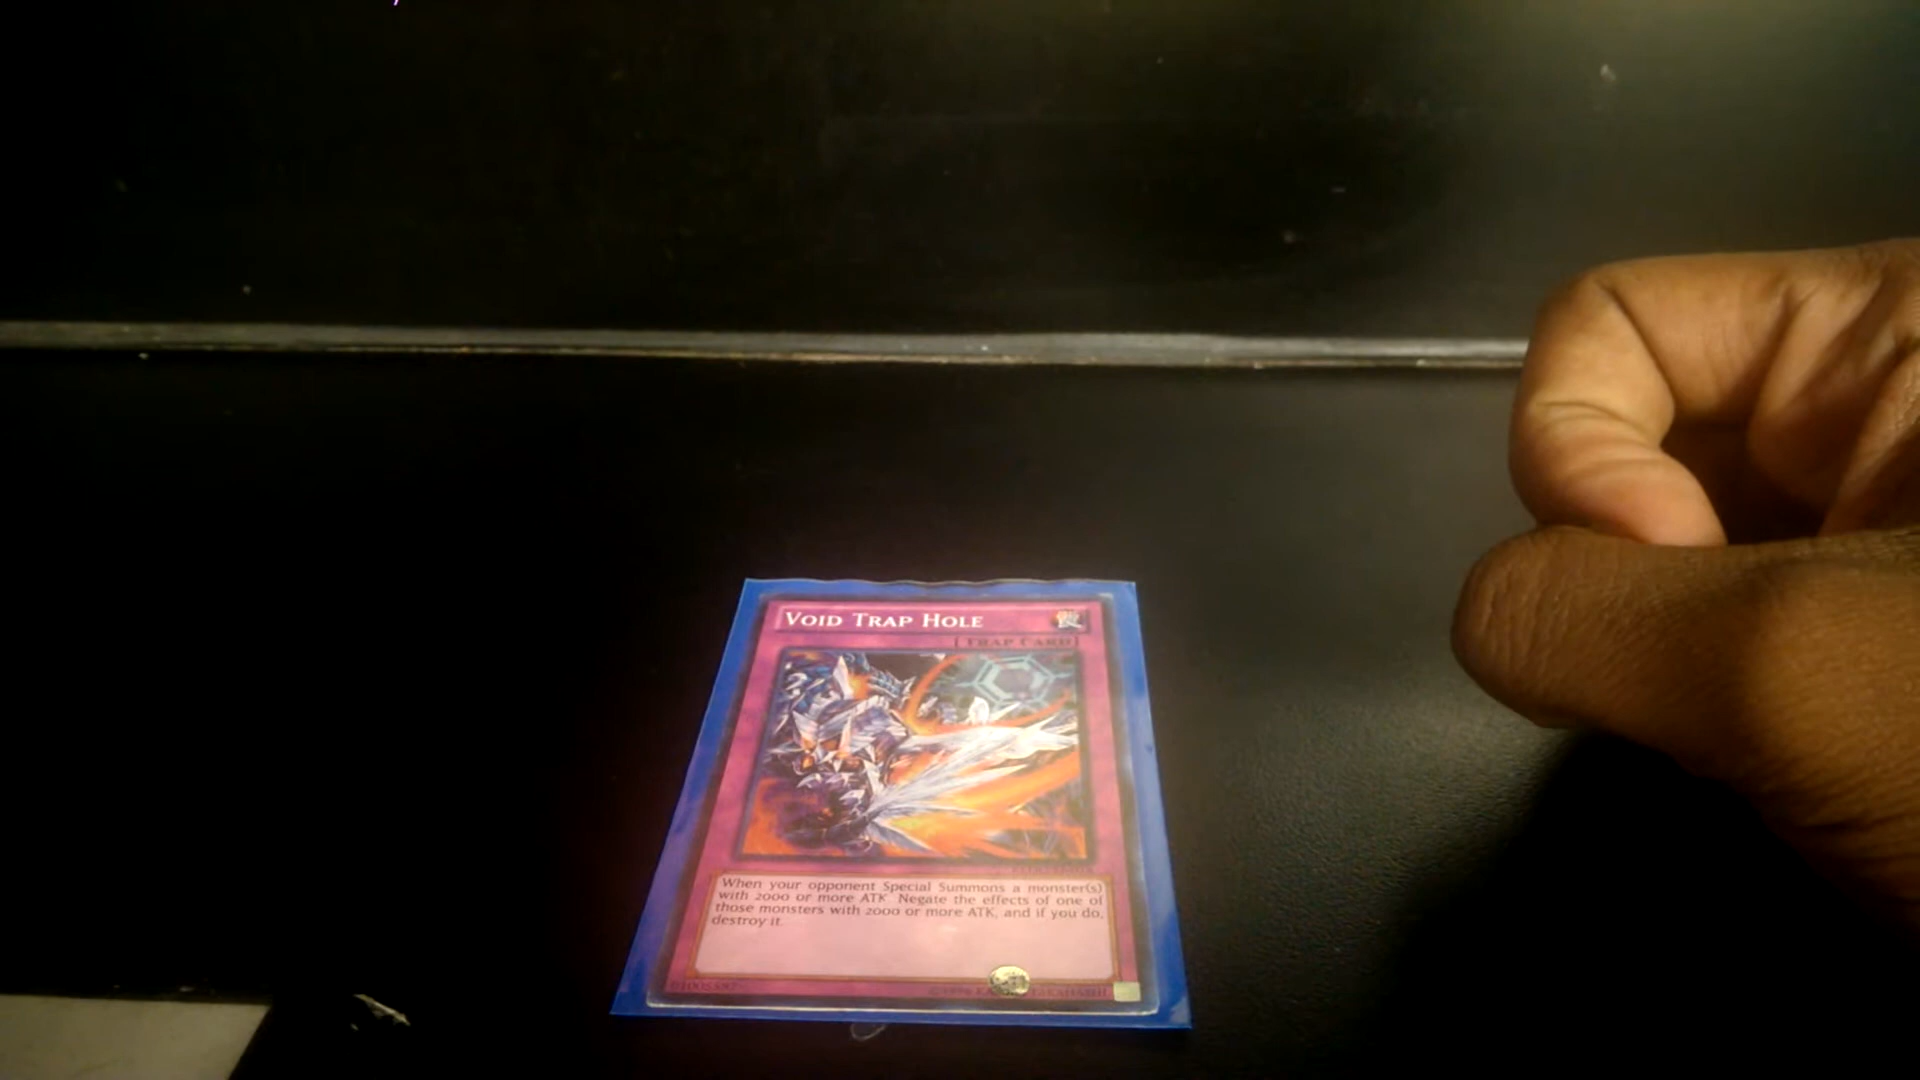 VOID TRAP HOLE
[TRAP CARD]
When your opponent Special Summons a monster(s)
with 2000 or more ATK: Negate the effects of one of
those monsters with 2000 or more ATK, and if you do,
destroy it.